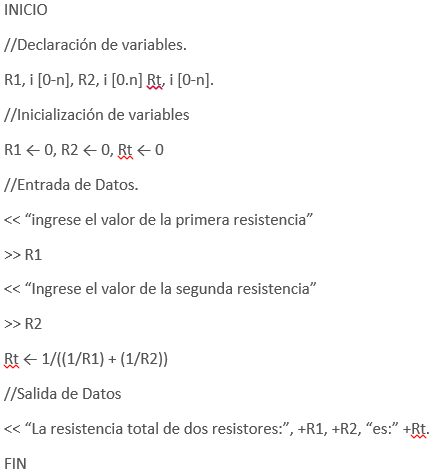 INICIO
//Declaración de variables.
R1, i [0-n], R2, i [0.n] Rt, i [0-n].
//Inicialización de variables
R1 ← 0, R2 ← 0, Rt ← 0
//Entrada de Datos.
<< “ingrese el valor de la primera resistencia”
>> R1
<< “Ingrese el valor de la segunda resistencia”
>> R2
Rt ← 1/((1/R1) + (1/R2))
//Salida de Datos
<< “La resistencia total de dos resistores:”, +R1, +R2, “es:” +Rt.
FIN